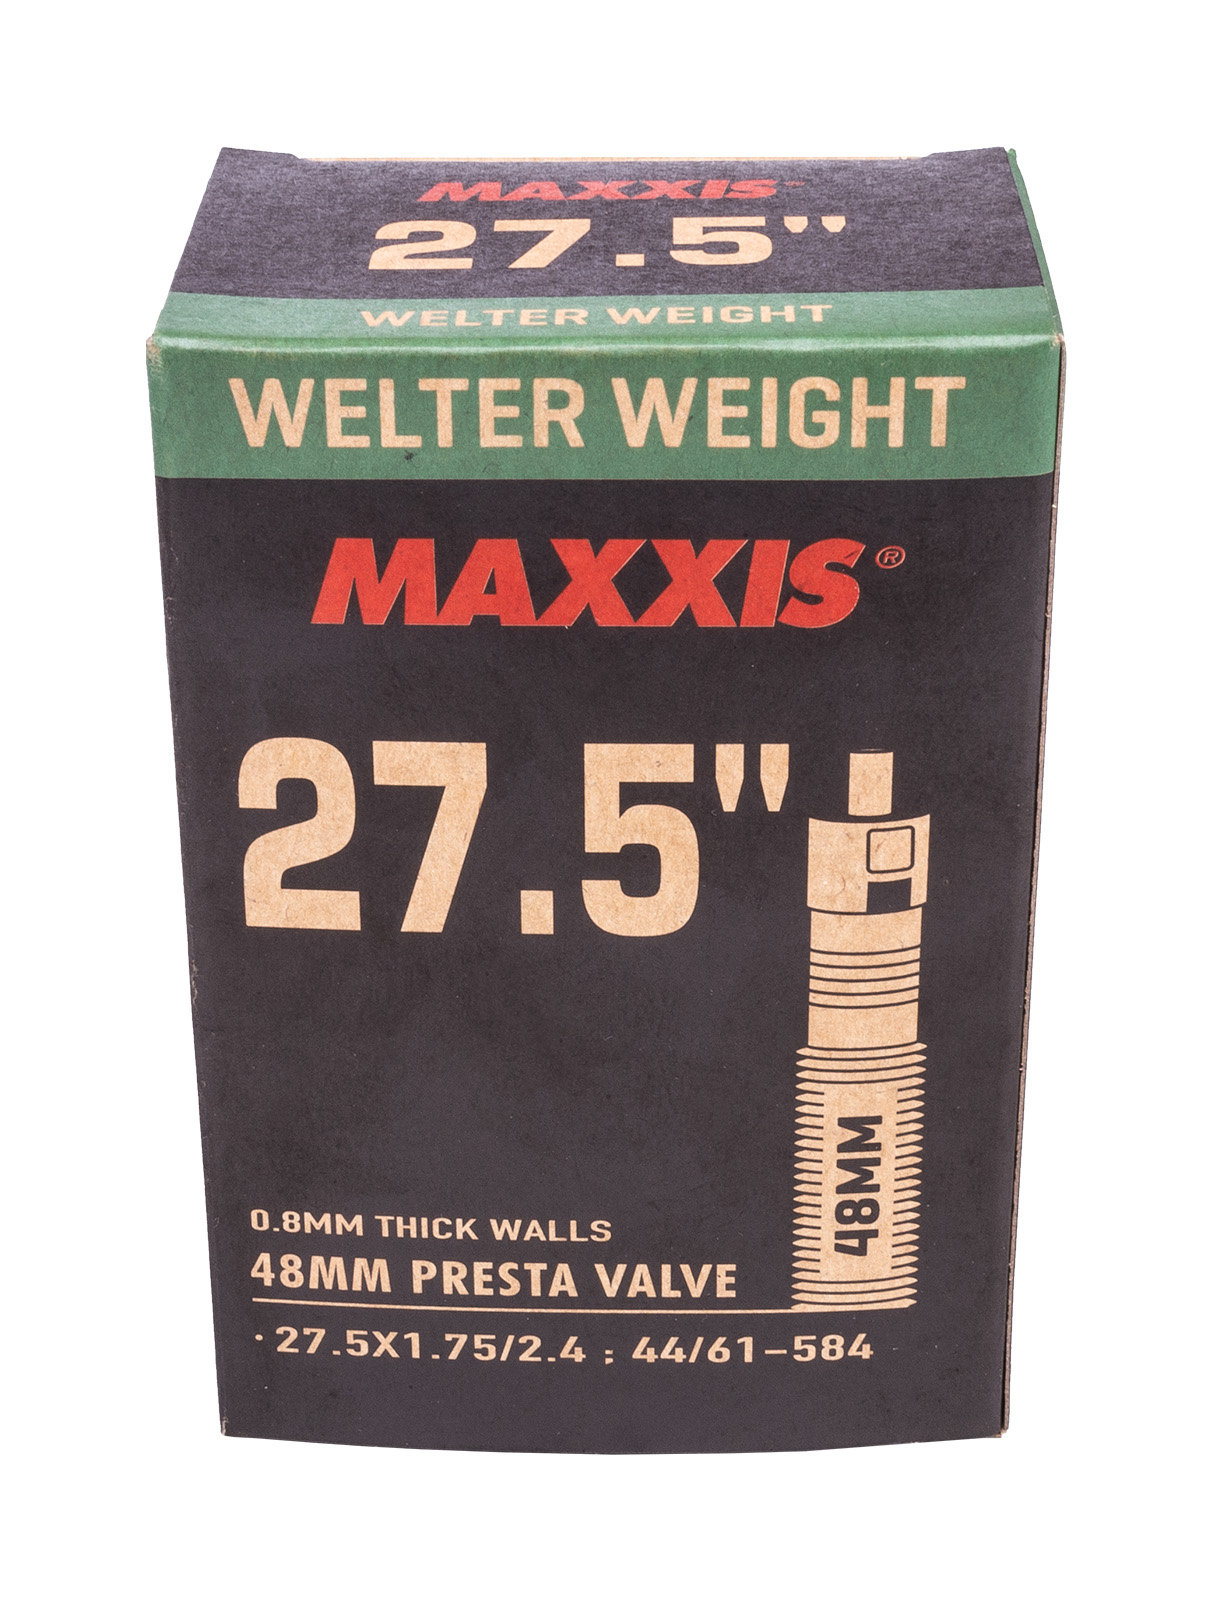 MAXXIS™
27.5"
WELTER WEIGHT
WELTER WEIGHT
MAXXIS®
27.5"
48MM
0.8MM THICK WALLS
48MM PRESTA VALVE
·27.5X1.75/2.4 ; 44/61-584